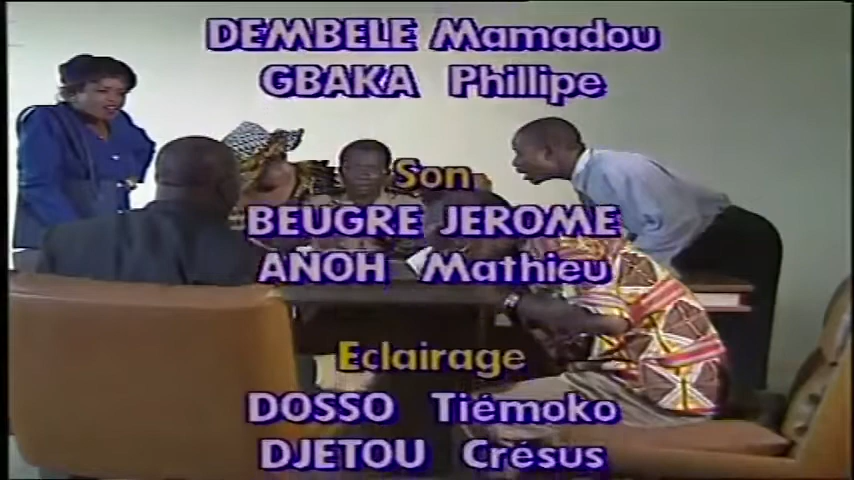 DEMBELE Mamadou
GBAKA Phillipe
Son
BEUGRE JEROME
ANOH Mathieu
Eclairage
DOSSO Tiémoko
DJETOU Crésus